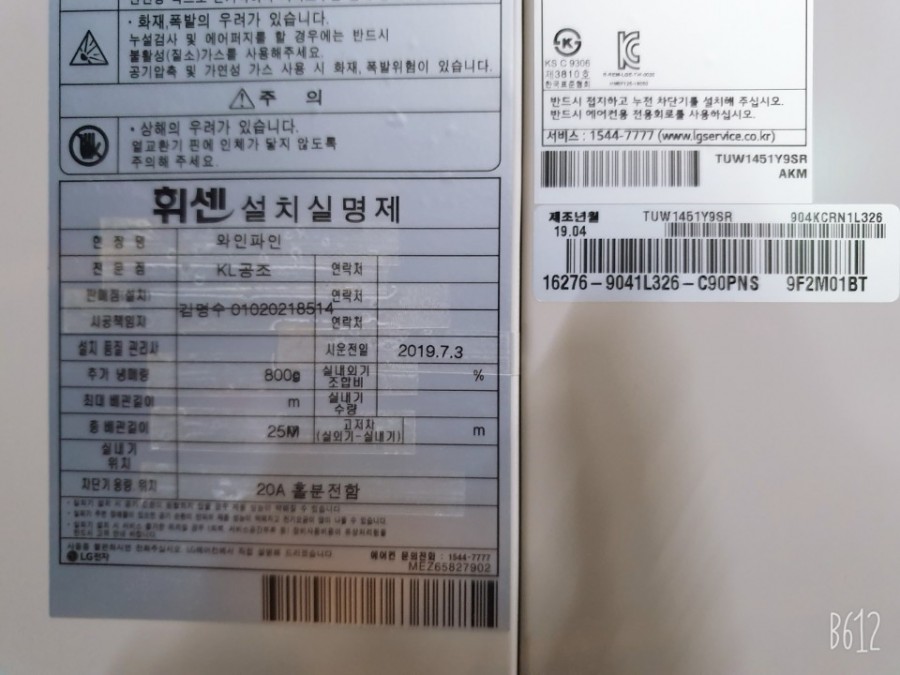 · 화재,폭발의 우려가 있습니다.
누설검사 및 에어퍼지를 할 경우에는 반드시
불활성(질소)가스를 사용해주세요.
공기압축 및 가연성 가스 사용 시 화재,폭발위험이 있습니다.
주 의
· 상해의 우려가 있습니다.
열교환기 핀에 인체가 닿지 않도록
주의해 주세요.
휘센 설치실명제
현 장 명 와인파인
전 문 점 KL공조 연락처
판매점(설치) 연락처
김명수 01020218514
시공책임자 연락처
설치 품질 관리사 시운전일 2019.7.3
추가 냉매량 800g 실내외기 조합비 %
최대 배관길이 m 실내기 수량
총 배관길이 25M 고저차 (실외기-실내기) m
실내기
위치
차단기 용량, 위치 20A 홀분전함
LG전자
에어컨 문의전화 : 1544-7777
MEZ65827902
KS C 9306
제3810호
한국표준협회
반드시 접지하고 누전 차단기를 설치해 주십시오.
반드시 에어컨용 전용회로를 사용하십시오.
서비스 : 1544-7777 (www.lgservice.co.kr)
TUW1451Y9SR
AKM
제조년월 TUW1451Y9SR 904KCRN1L326
19.04
16276-9041L326-C90PNS 9F2M01BT
B612